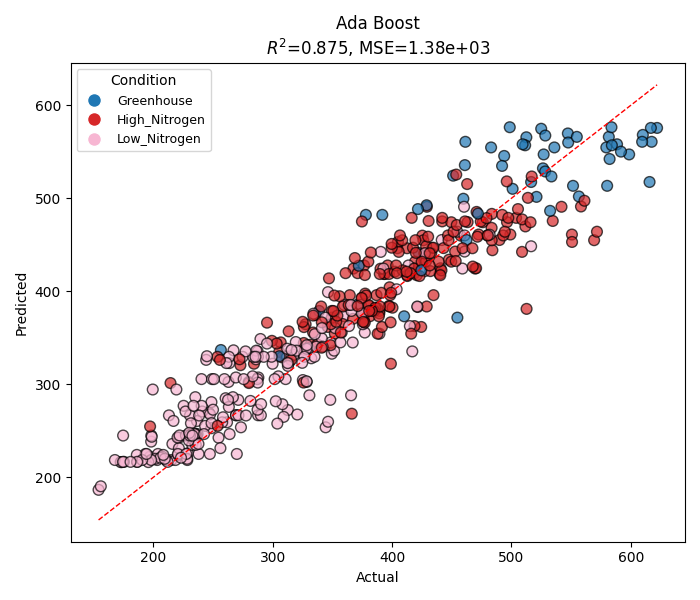 Ada Boost
R²=0.875, MSE=1.38e+03
Condition
Greenhouse
High_Nitrogen
Low_Nitrogen
600
500
400
300
200
Predicted
200 300 400 500 600
Actual